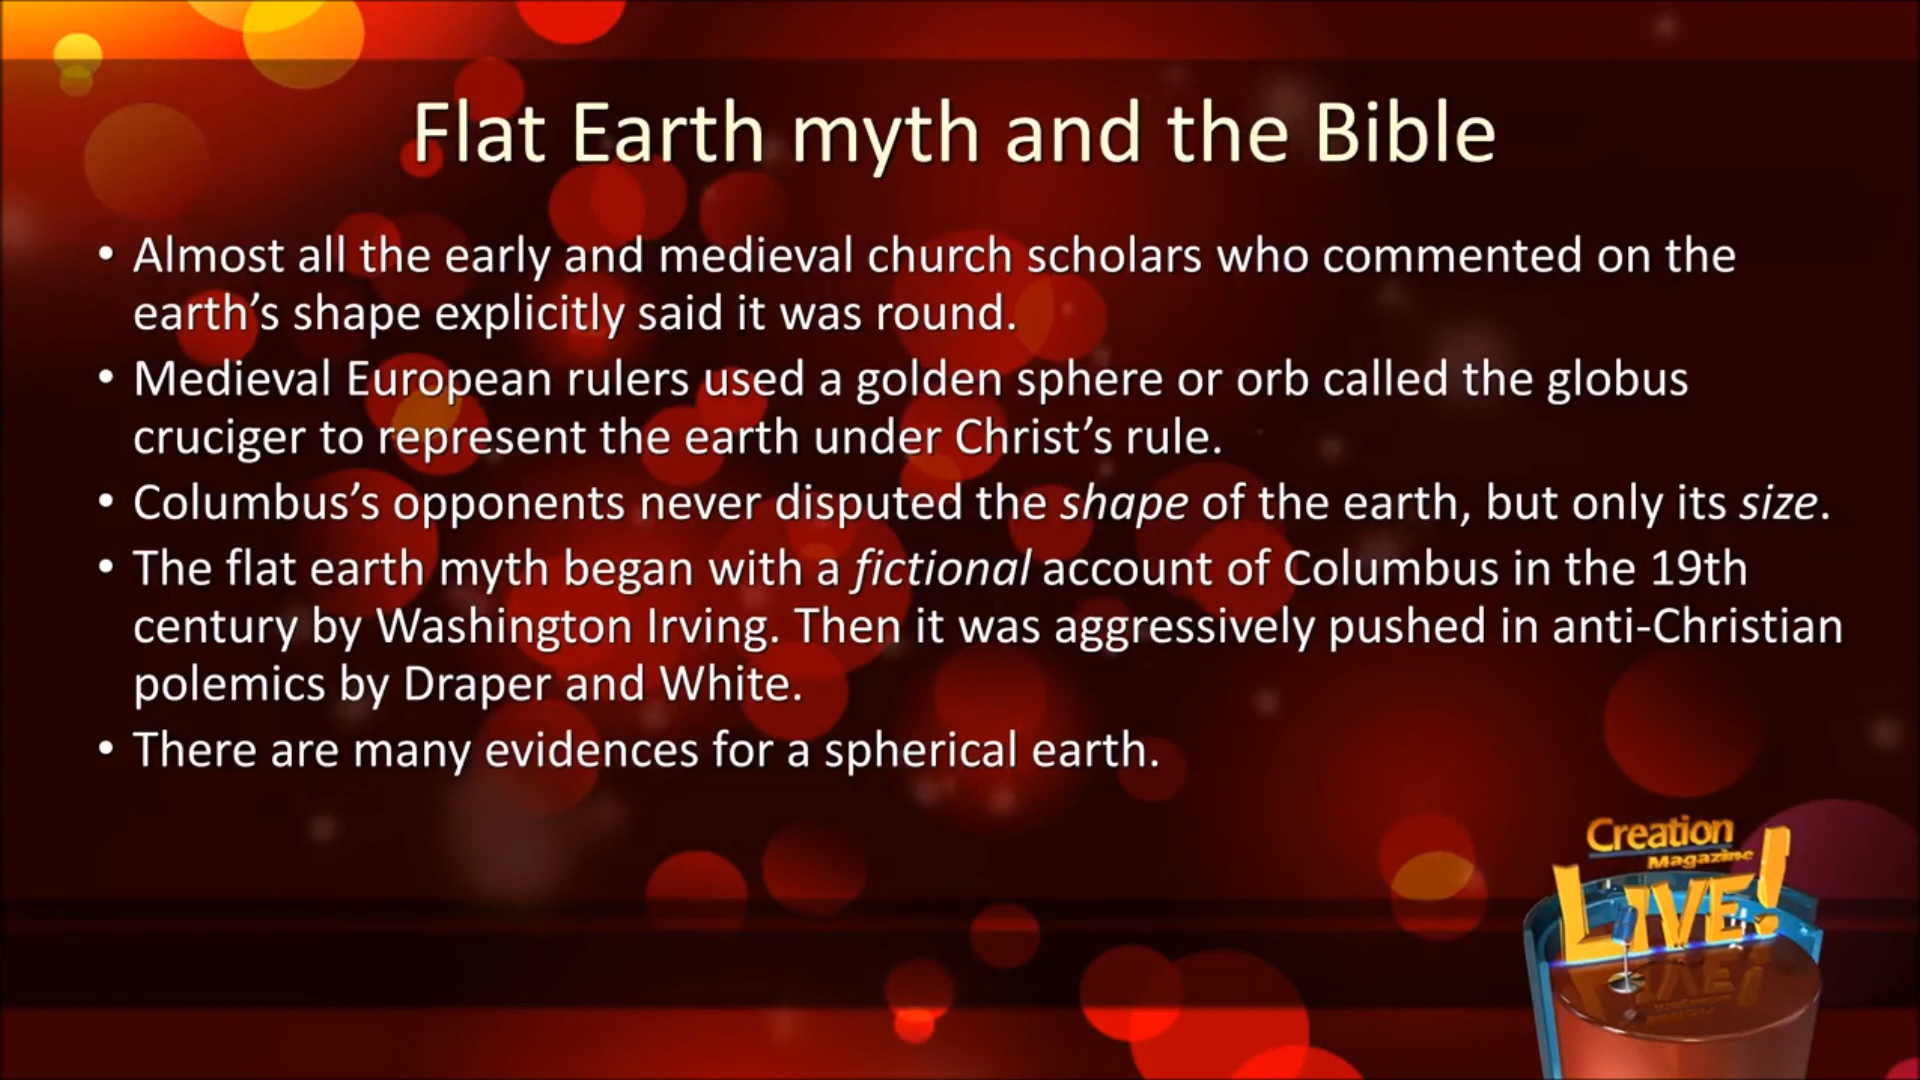 Flat Earth myth and the Bible
• Almost all the early and medieval church scholars who commented on the
earth’s shape explicitly said it was round.
• Medieval European rulers used a golden sphere or orb called the globus
cruciger to represent the earth under Christ’s rule.
• Columbus’s opponents never disputed the shape of the earth, but only its size.
• The flat earth myth began with a fictional account of Columbus in the 19th
century by Washington Irving. Then it was aggressively pushed in anti-Christian
polemics by Draper and White.
• There are many evidences for a spherical earth.
Creation
Magazine
LIVE!